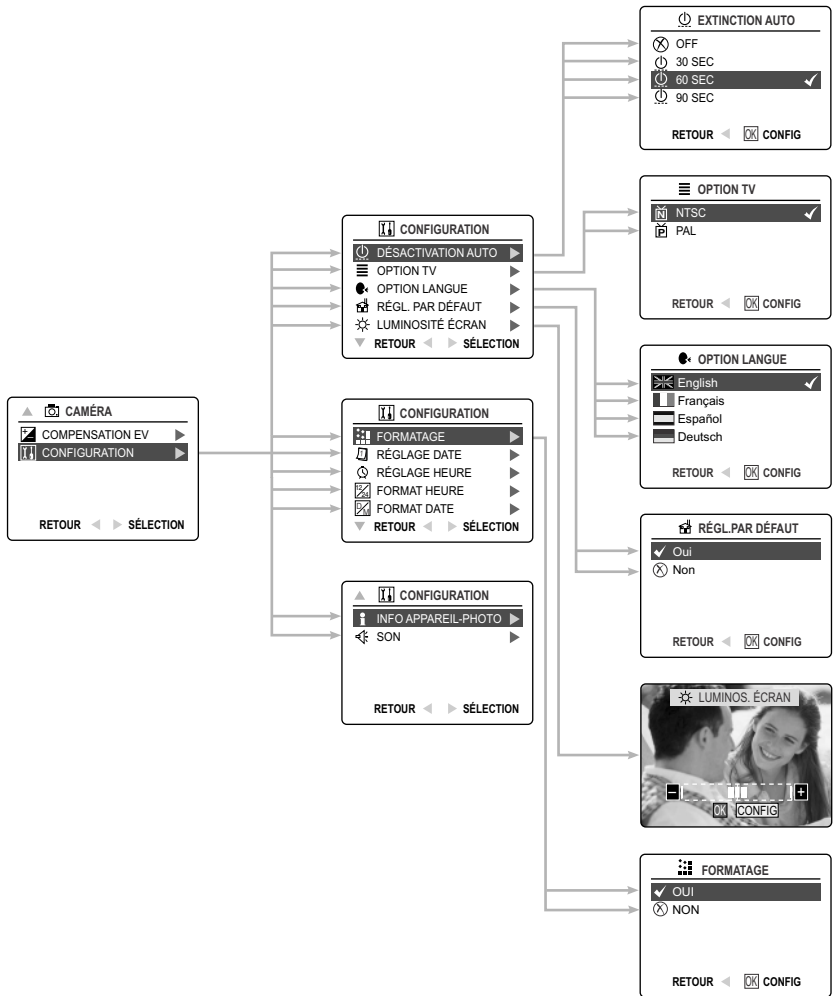 CAMÉRA
COMPENSATION EV
CONFIGURATION
RETOUR SÉLECTION
CONFIGURATION
DÉSACTIVATION AUTO
OPTION TV
OPTION LANGUE
RÉGL. PAR DÉFAUT
LUMINOSITÉ ÉCRAN
RETOUR SÉLECTION
CONFIGURATION
FORMATAGE
RÉGLAGE DATE
RÉGLAGE HEURE
12/24 FORMAT HEURE
D/M FORMAT DATE
RETOUR SÉLECTION
CONFIGURATION
INFO APPAREIL-PHOTO
SON
RETOUR SÉLECTION
EXTINCTION AUTO
OFF
30 SEC
60 SEC
90 SEC
RETOUR OK CONFIG
OPTION TV
N NTSC
P PAL
RETOUR OK CONFIG
OPTION LANGUE
English
Français
Español
Deutsch
RETOUR OK CONFIG
RÉGL.PAR DÉFAUT
Oui
Non
RETOUR OK CONFIG
LUMINOS. ÉCRAN
OK CONFIG
FORMATAGE
OUI
NON
RETOUR OK CONFIG